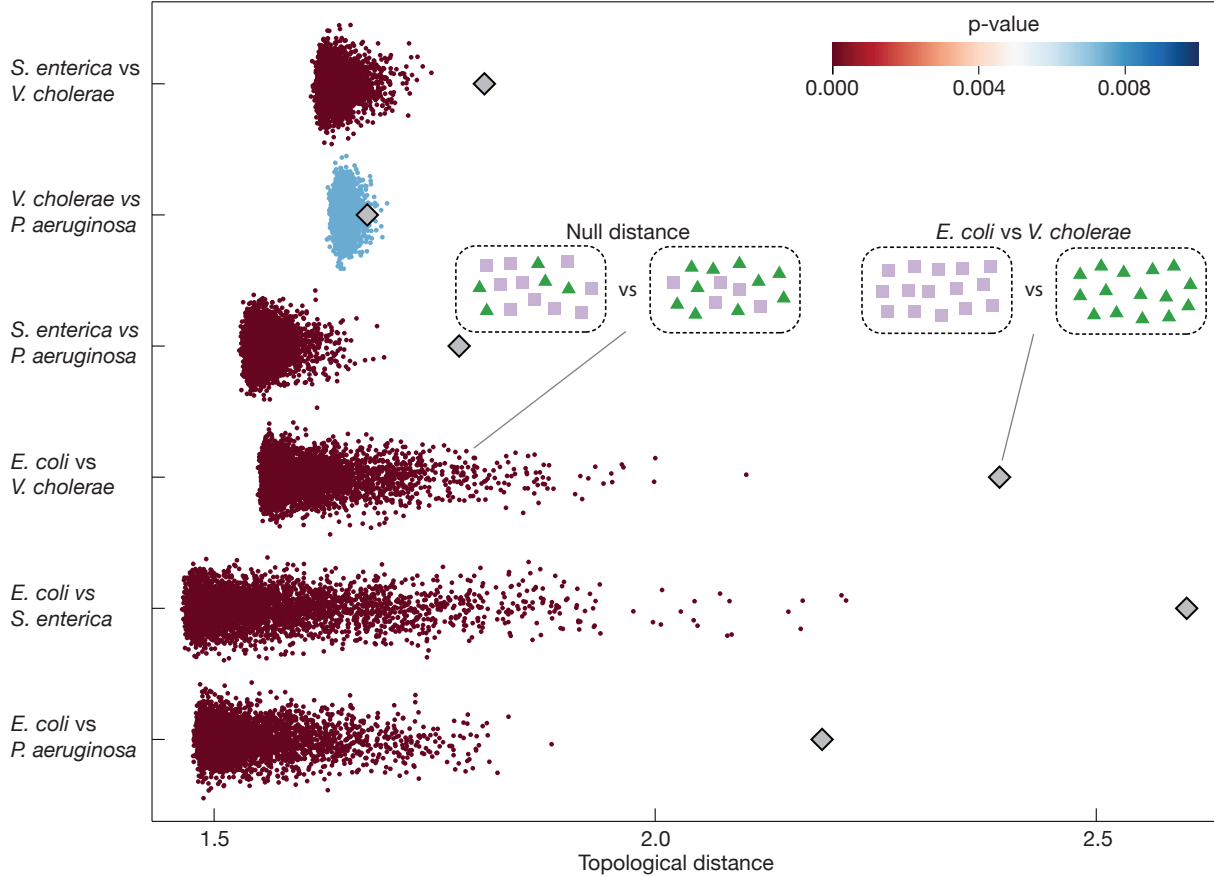 p-value
0.000
0.004
0.008
S. enterica vs
V. cholerae
V. cholerae vs
P. aeruginosa
Null distance
E. coli vs V. cholerae
vs
vs
S. enterica vs
P. aeruginosa
E. coli vs
V. cholerae
E. coli vs
S. enterica
E. coli vs
P. aeruginosa
1.5
2.0
2.5
Topological distance